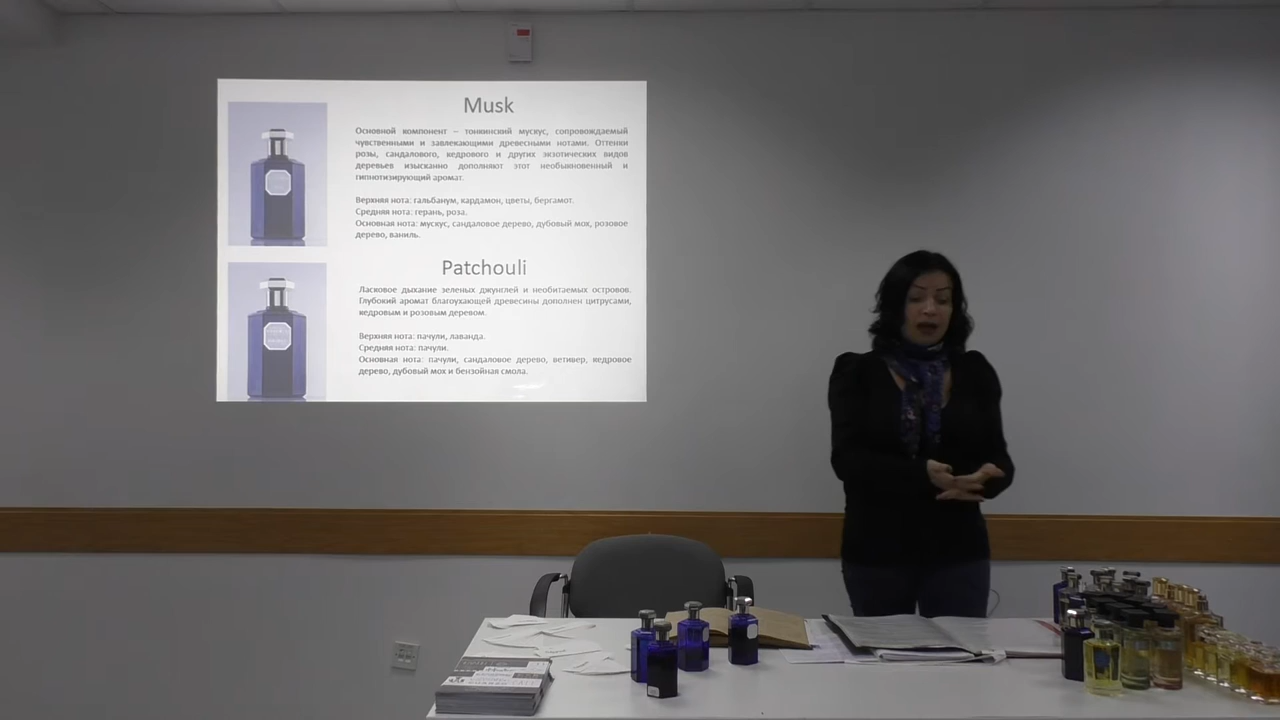 Musk
Основной компонент – тонкинский мускус, сопровождаемый
чувственными и завлекающими древесными нотами. Оттенки
розы, сандалового, кедрового и других экзотических видов
деревьев изысканно дополняют этот необыкновенный и
гипнотизирующий аромат.
Верхняя нота: гальбанум, кардамон, цветы, бергамот.
Средняя нота: герань, роза.
Основная нота: мускус, сандаловое дерево, дубовый мох, розовое
дерево, ваниль.
Patchouli
Ласковое дыхание зеленых джунглей и необитаемых островов.
Глубокий аромат благоухающей древесины дополнен цитрусами,
кедровым и розовым деревом.
Верхняя нота: пачули, лаванда.
Средняя нота: пачули.
Основная нота: пачули, сандаловое дерево, ветивер, кедровое
дерево, дубовый мох и бензойная смола.